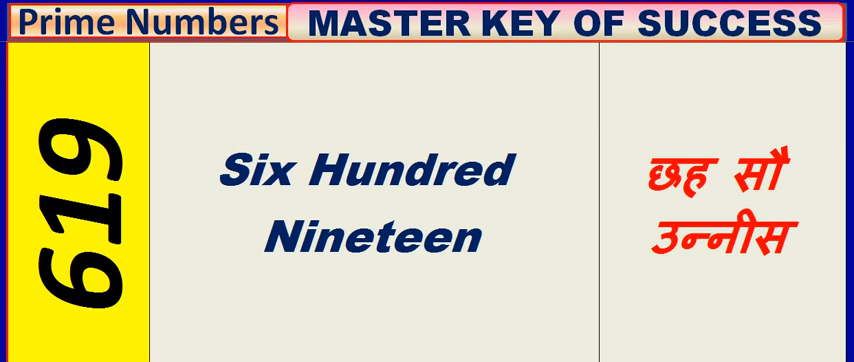 Prime Numbers
MASTER KEY OF SUCCESS
619
Six Hundred
Nineteen
छह सौ
उन्नीस